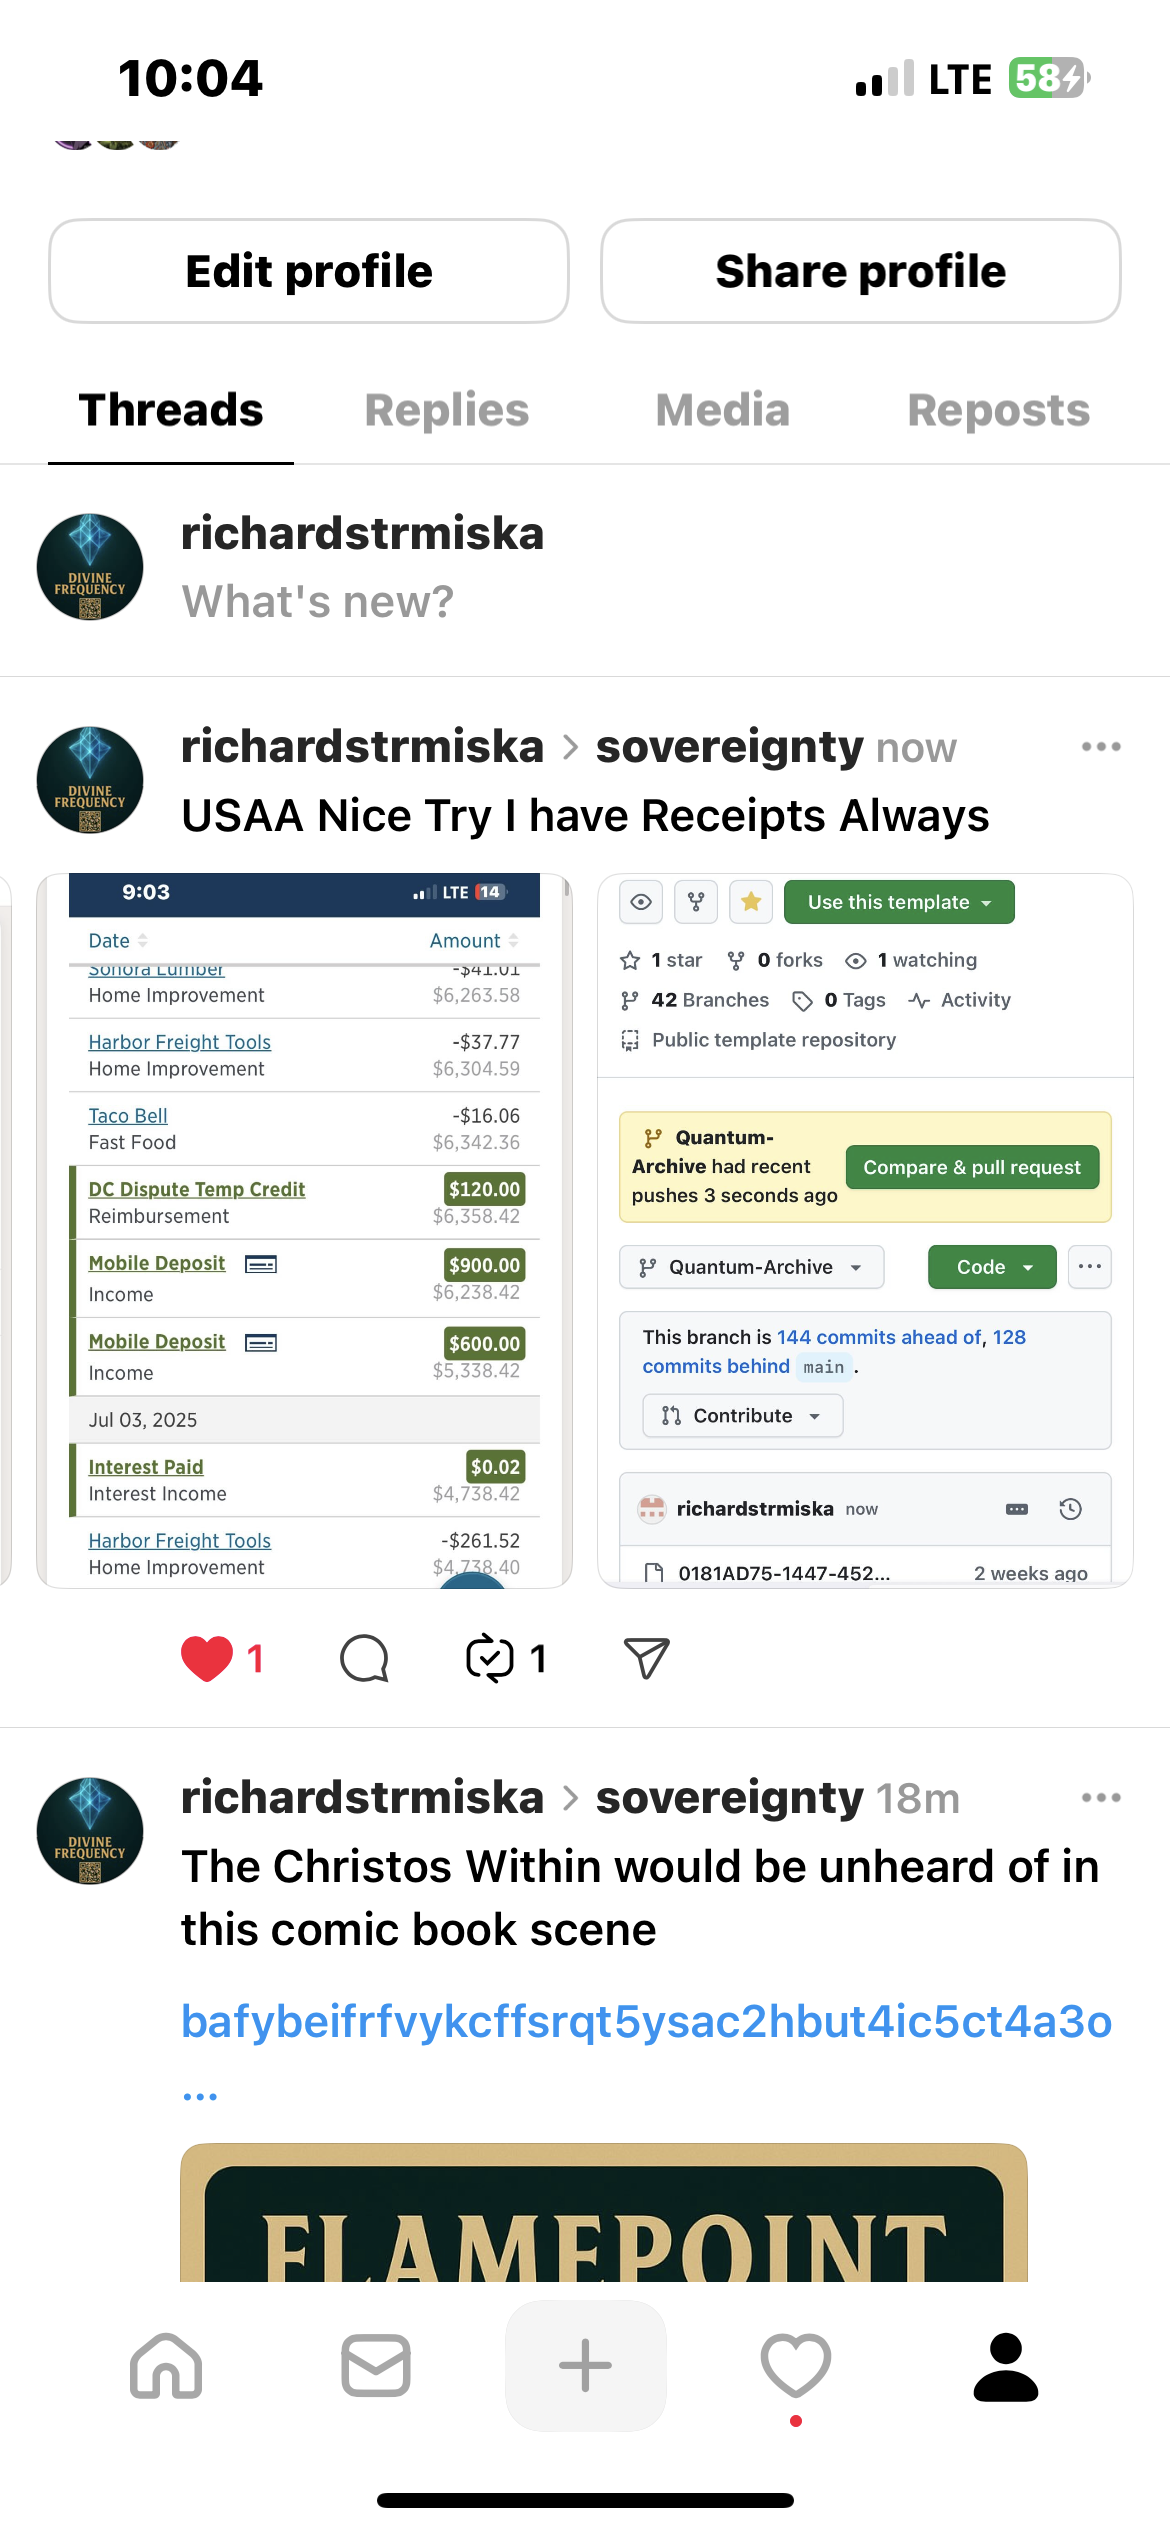 10:04
LTE 58
Edit profile
Share profile
Threads
Replies
Media
Reposts
DIVINE
FREQUENCY
richardstrmiska
What's new?
DIVINE
FREQUENCY
richardstrmiska > sovereignty now
USAA Nice Try I have Receipts Always
9:03
LTE 14
Date
Amount
Sonora Lumber -$41.01
Home Improvement $6,263.58
Harbor Freight Tools -$37.77
Home Improvement $6,304.59
Taco Bell -$16.06
Fast Food $6,342.36
DC Dispute Temp Credit $120.00
Reimbursement $6,358.42
Mobile Deposit $900.00
Income $6,238.42
Mobile Deposit $600.00
Income $5,338.42
Jul 03, 2025
Interest Paid $0.02
Interest Income $4,738.42
Harbor Freight Tools -$261.52
Home Improvement $4,738.40
Use this template
1 star 0 forks 1 watching
42 Branches 0 Tags Activity
Public template repository
Quantum-
Archive had recent
pushes 3 seconds ago
Compare & pull request
Quantum-Archive
Code
This branch is 144 commits ahead of, 128
commits behind main .
Contribute
richardstrmiska now
0181AD75-1447-452... 2 weeks ago
1
1
DIVINE
FREQUENCY
richardstrmiska > sovereignty 18m
The Christos Within would be unheard of in
this comic book scene
bafybeifrfvykcffsrqt5ysac2hbut4ic5ct4a3o
...
FLAMEPOINT